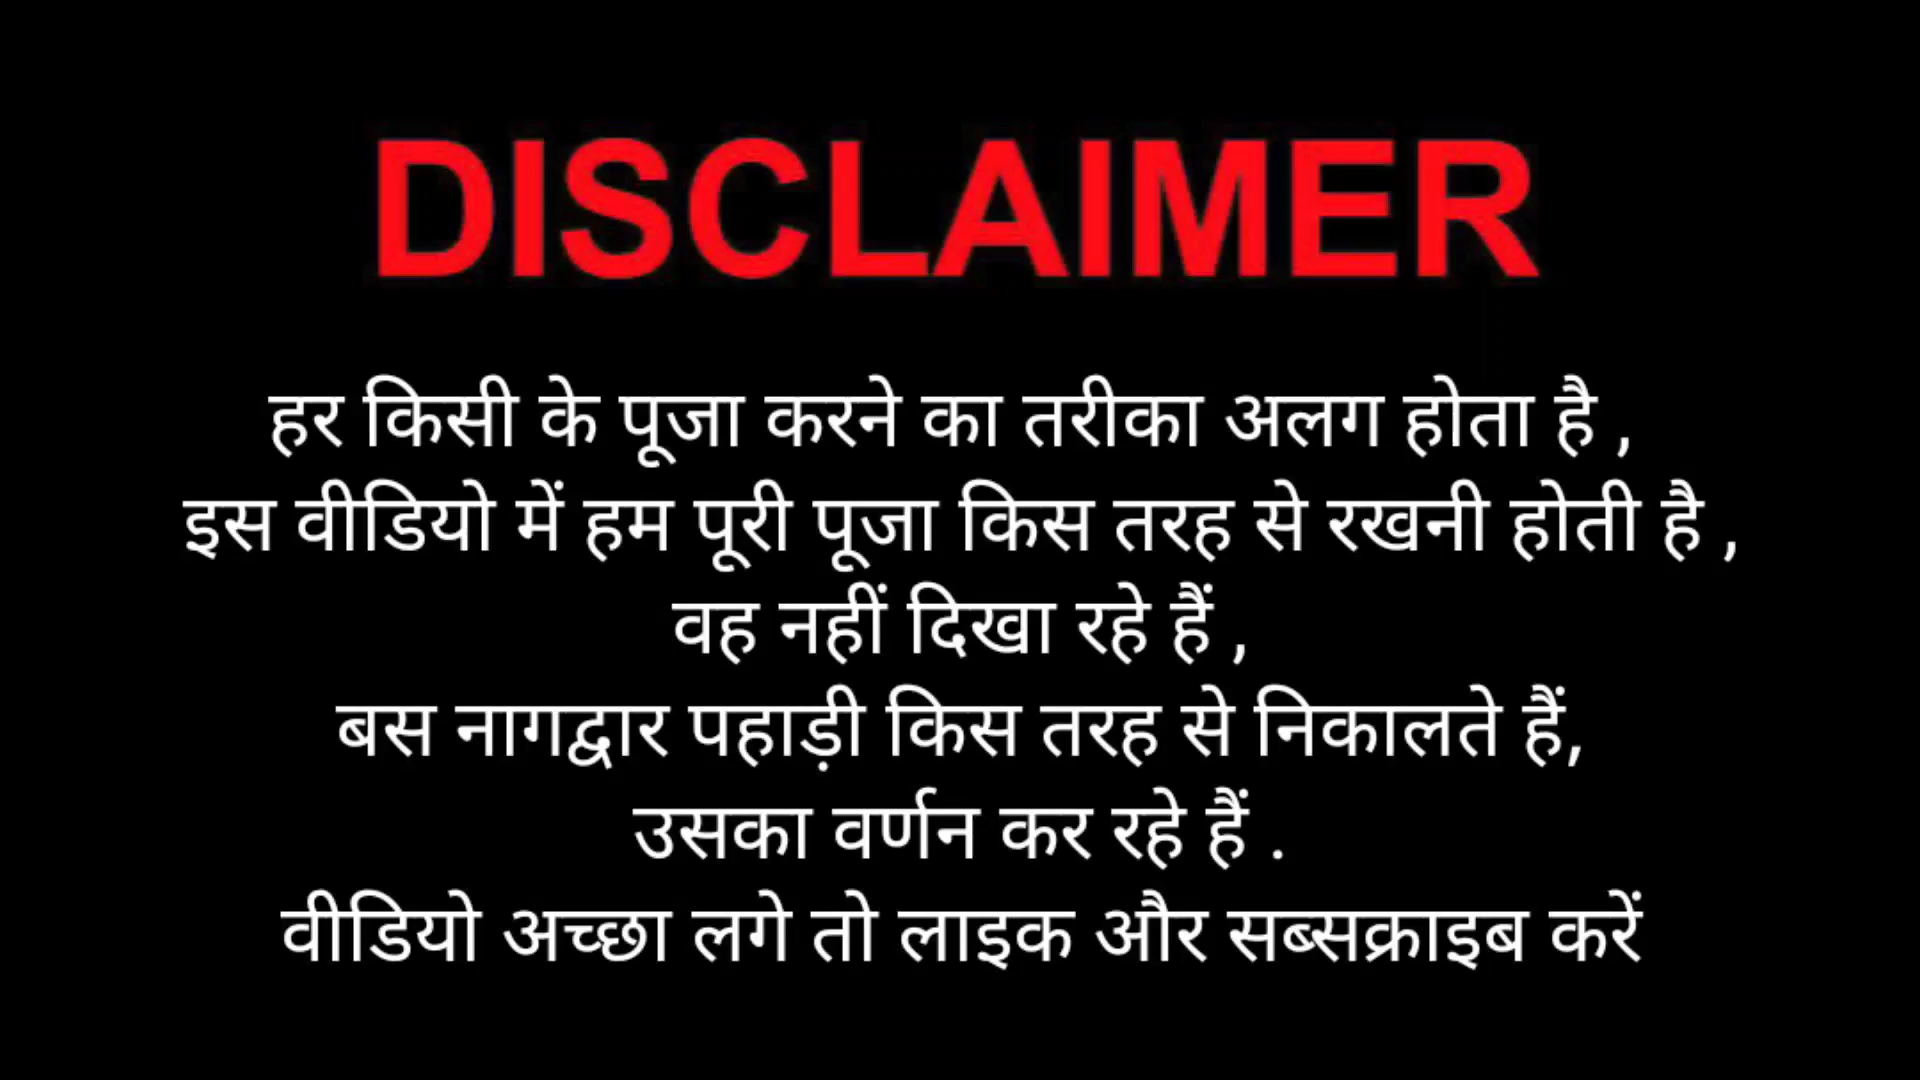 DISCLAIMER
हर किसी के पूजा करने का तरीका अलग होता है ,
इस वीडियो में हम पूरी पूजा किस तरह से रखनी होती है ,
वह नहीं दिखा रहे हैं ,
बस नागद्वार पहाड़ी किस तरह से निकालते हैं,
उसका वर्णन कर रहे हैं .
वीडियो अच्छा लगे तो लाइक और सब्सक्राइब करें